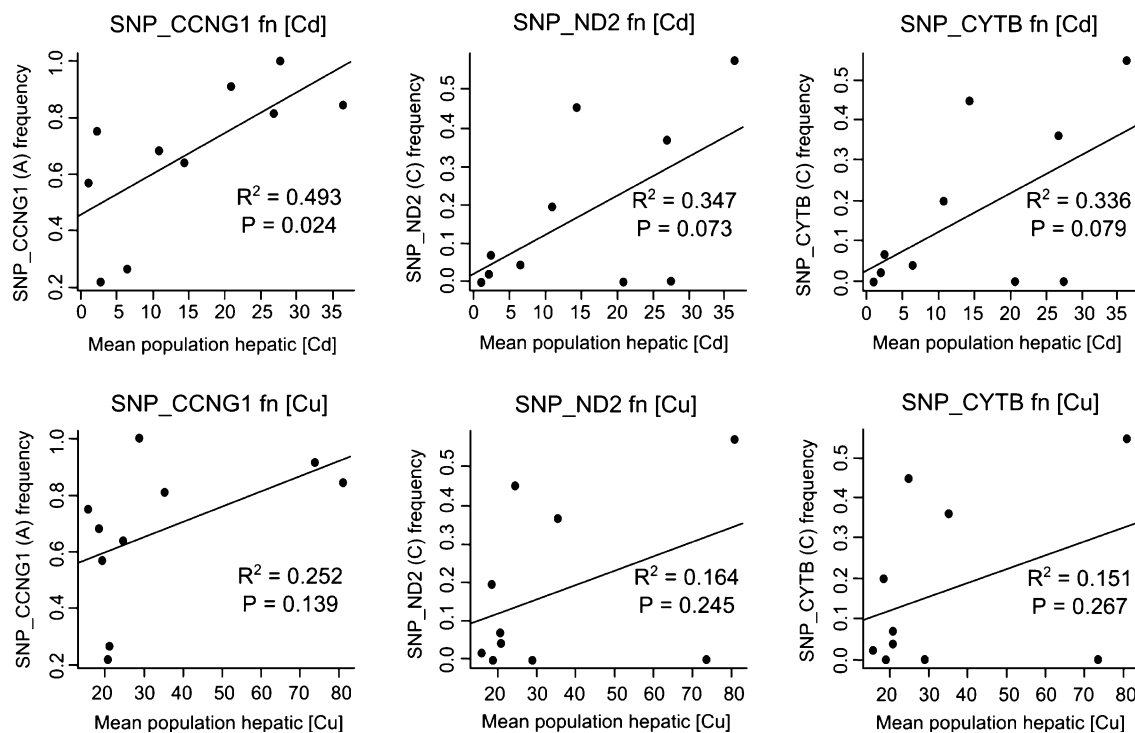 SNP_CCNG1 fn [Cd]
SNP_CCNG1 (A) frequency
1.0
0.8
0.6
0.4
0.2
R² = 0.493
P = 0.024
0 5 10 15 20 25 30 35
Mean population hepatic [Cd]
SNP_ND2 fn [Cd]
SNP_ND2 (C) frequency
0.5
0.4
0.3
0.2
0.1
0.0
R² = 0.347
P = 0.073
0 5 10 15 20 25 30 35
Mean population hepatic [Cd]
SNP_CYTB fn [Cd]
SNP_CYTB (C) frequency
0.5
0.4
0.3
0.2
0.1
0.0
R² = 0.336
P = 0.079
0 5 10 15 20 25 30 35
Mean population hepatic [Cd]
SNP_CCNG1 fn [Cu]
SNP_CCNG1 (A) frequency
1.0
0.8
0.6
0.4
0.2
R² = 0.252
P = 0.139
20 30 40 50 60 70 80
Mean population hepatic [Cu]
SNP_ND2 fn [Cu]
SNP_ND2 (C) frequency
0.5
0.4
0.3
0.2
0.1
0.0
R² = 0.164
P = 0.245
20 30 40 50 60 70 80
Mean population hepatic [Cu]
SNP_CYTB fn [Cu]
SNP_CYTB (C) frequency
0.5
0.4
0.3
0.2
0.1
0.0
R² = 0.151
P = 0.267
20 30 40 50 60 70 80
Mean population hepatic [Cu]